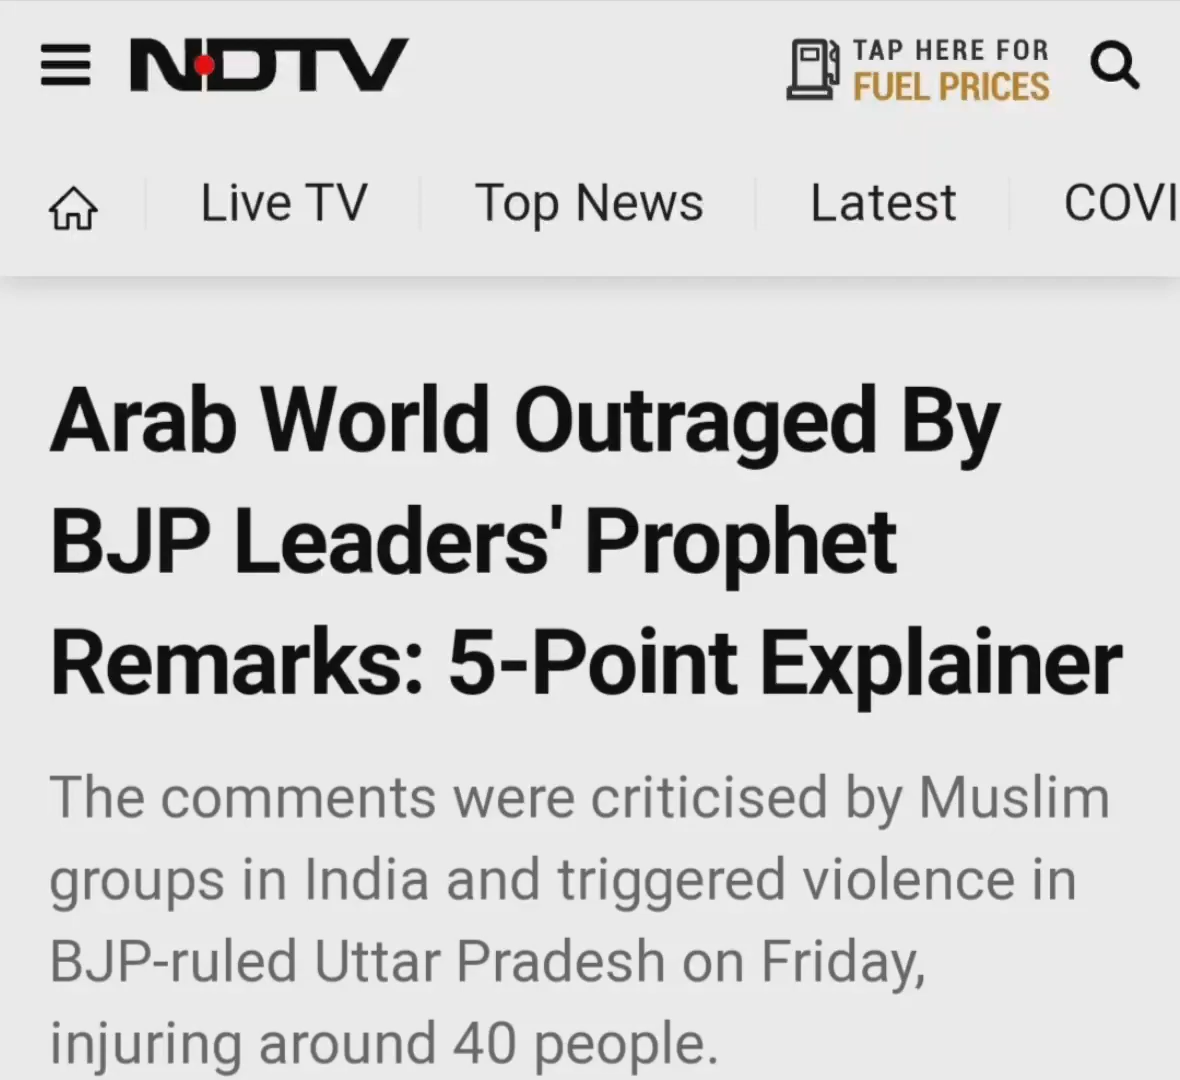 NDTV
TAP HERE FOR
FUEL PRICES
Live TV
Top News
Latest
COVI
Arab World Outraged By
BJP Leaders' Prophet
Remarks: 5-Point Explainer
The comments were criticised by Muslim
groups in India and triggered violence in
BJP-ruled Uttar Pradesh on Friday,
injuring around 40 people.